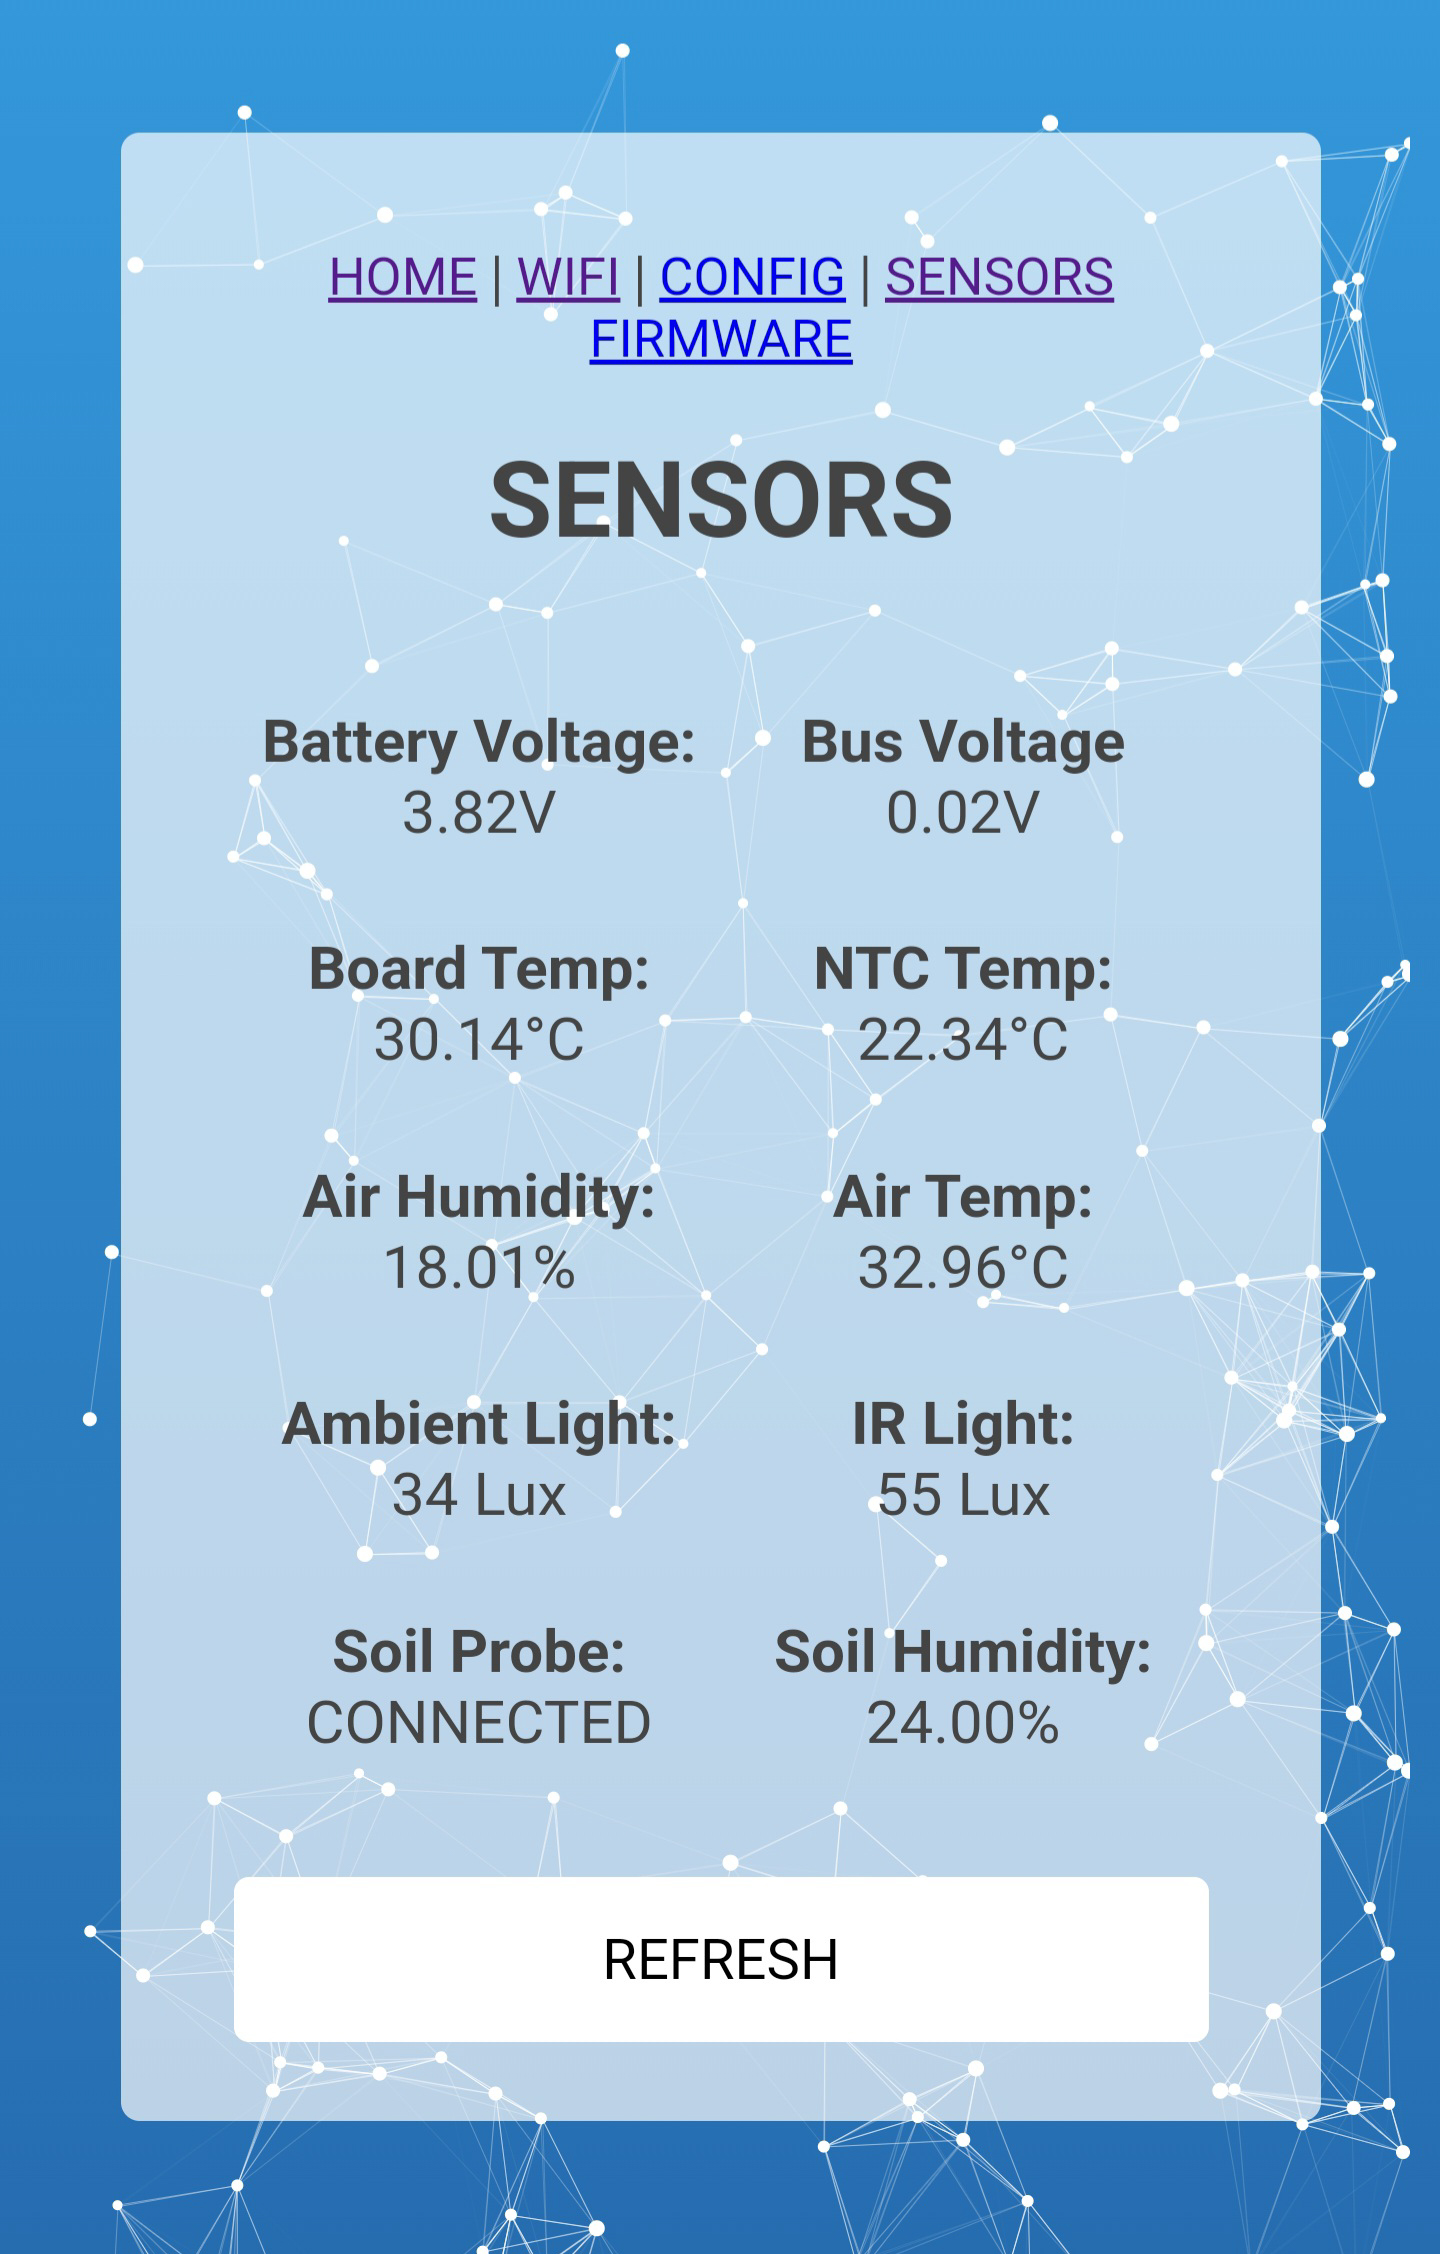 HOME | WIFI | CONFIG | SENSORS
FIRMWARE
SENSORS
Battery Voltage:
3.82V
Bus Voltage
0.02V
Board Temp:
30.14°C
NTC Temp:
22.34°C
Air Humidity:
18.01%
Air Temp:
32.96°C
Ambient Light:
34 Lux
IR Light:
55 Lux
Soil Probe:
CONNECTED
Soil Humidity:
24.00%
REFRESH